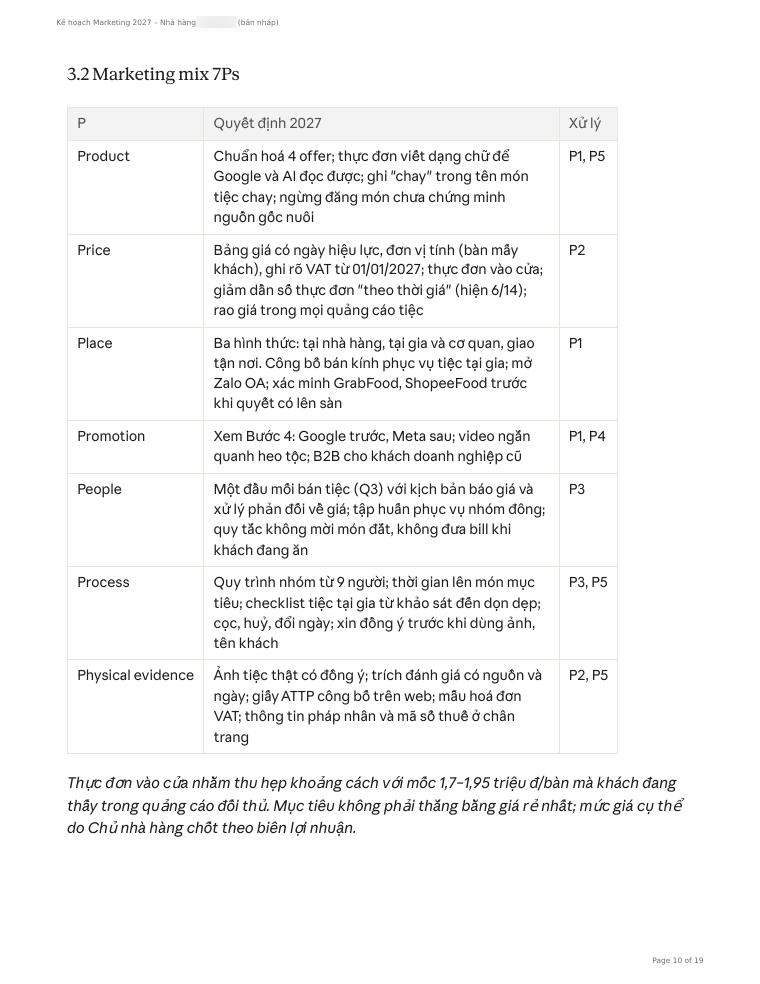 Kế hoạch Marketing 2027 – Nhà hàng (bản nháp)
3.2 Marketing mix 7Ps
P Quyết định 2027 Xử lý
Product Chuẩn hoá 4 offer; thực đơn viết dạng chữ để P1, P5
Google và AI đọc được; ghi "chay" trong tên món
tiệc chay; ngừng đăng món chưa chứng minh
nguồn gốc nuôi
Price Bảng giá có ngày hiệu lực, đơn vị tính (bàn mấy P2
khách), ghi rõ VAT từ 01/01/2027; thực đơn vào cửa;
giảm dần số thực đơn "theo thời giá" (hiện 6/14);
rao giá trong mọi quảng cáo tiệc
Place Ba hình thức: tại nhà hàng, tại gia và cơ quan, giao P1
tận nơi. Công bố bán kính phục vụ tiệc tại gia; mở
Zalo OA; xác minh GrabFood, ShopeeFood trước
khi quyết có lên sàn
Promotion Xem Bước 4: Google trước, Meta sau; video ngắn P1, P4
quanh heo tộc; B2B cho khách doanh nghiệp cũ
People Một đầu mối bán tiệc (Q3) với kịch bản báo giá và P3
xử lý phản đối về giá; tập huấn phục vụ nhóm đông;
quy tắc không mời món đắt, không đưa bill khi
khách đang ăn
Process Quy trình nhóm từ 9 người; thời gian lên món mục P3, P5
tiêu; checklist tiệc tại gia từ khảo sát đến dọn dẹp;
cọc, huỷ, đổi ngày; xin đồng ý trước khi dùng ảnh,
tên khách
Physical evidence Ảnh tiệc thật có đồng ý; trích đánh giá có nguồn và P2, P5
ngày; giấy ATTP công bố trên web; mẫu hoá đơn
VAT; thông tin pháp nhân và mã số thuế ở chân
trang
Thực đơn vào cửa nhằm thu hẹp khoảng cách với mốc 1,7–1,95 triệu đ/bàn mà khách đang
thấy trong quảng cáo đối thủ. Mục tiêu không phải thắng bằng giá rẻ nhất; mức giá cụ thể
do Chủ nhà hàng chốt theo biên lợi nhuận.
Page 10 of 19